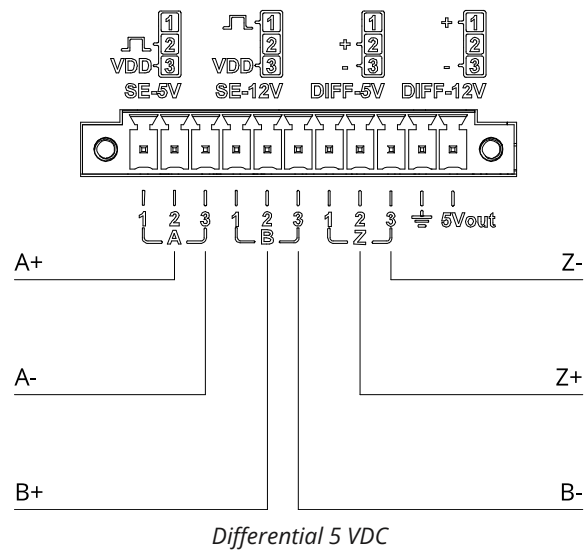 1 1 + 1 1
2 + 2 2
VDD 3 VDD 3 - 3 - 3
SE-5V SE-12V DIFF-5V DIFF-12V
1 2 3 1 2 3 1 2 3 5Vout
A B Z
A+ Z-
A- Z+
B+ B-
Differential 5 VDC